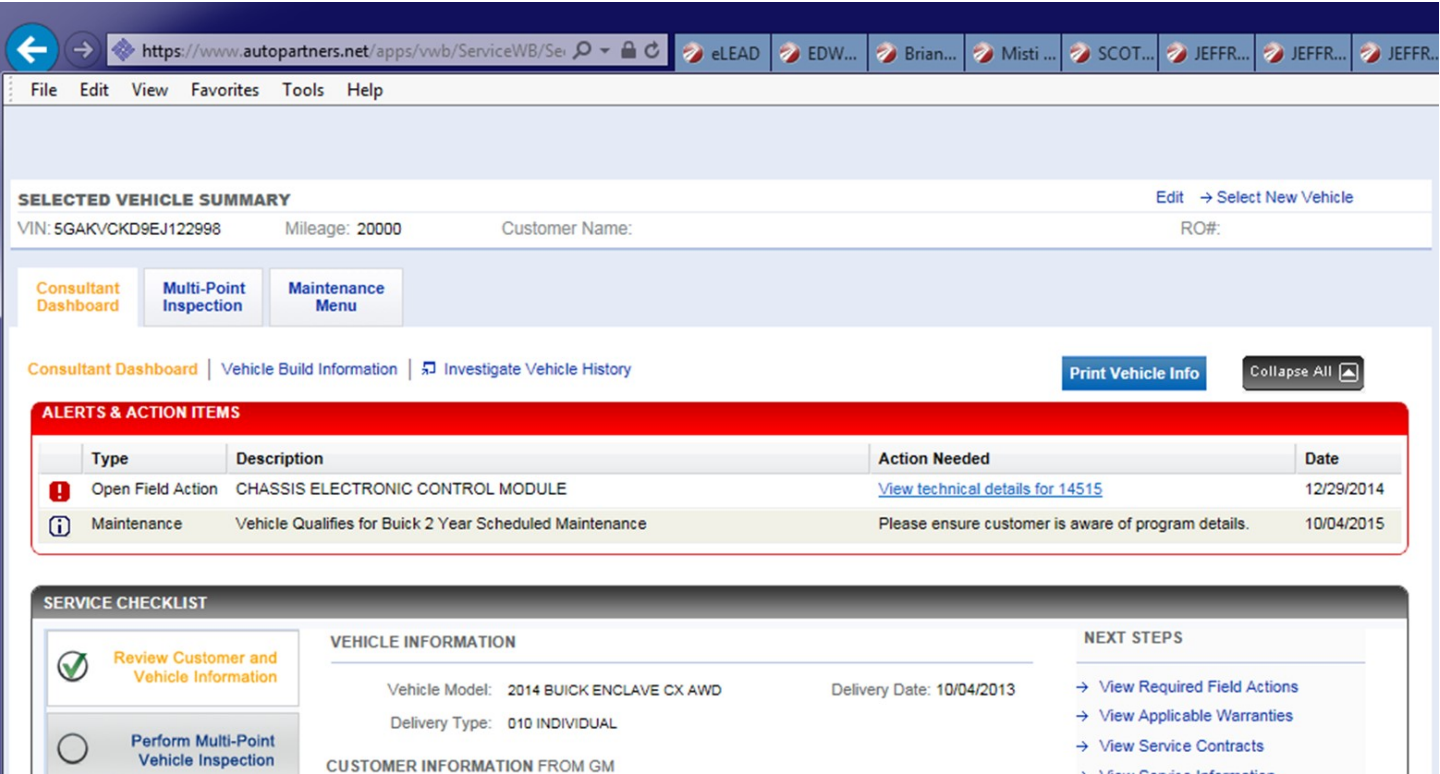 https://www.autopartners.net/apps/vwb/ServiceWB/Se
eLEAD
EDW...
Brian...
Misti ...
SCOT...
JEFFR...
JEFFR...
JEFFR...
File Edit View Favorites Tools Help
SELECTED VEHICLE SUMMARY
Edit → Select New Vehicle
VIN: 5GAKVCKD9EJ122998 Mileage: 20000 Customer Name: RO#:
Consultant Dashboard
Multi-Point Inspection
Maintenance Menu
Consultant Dashboard | Vehicle Build Information | Investigate Vehicle History
Print Vehicle Info
Collapse All
ALERTS & ACTION ITEMS
Type Description Action Needed Date
Open Field Action CHASSIS ELECTRONIC CONTROL MODULE View technical details for 14515 12/29/2014
Maintenance Vehicle Qualifies for Buick 2 Year Scheduled Maintenance Please ensure customer is aware of program details. 10/04/2015
SERVICE CHECKLIST
Review Customer and
Vehicle Information
Perform Multi-Point
Vehicle Inspection
VEHICLE INFORMATION
Vehicle Model: 2014 BUICK ENCLAVE CX AWD Delivery Date: 10/04/2013
Delivery Type: 010 INDIVIDUAL
CUSTOMER INFORMATION FROM GM
NEXT STEPS
→ View Required Field Actions
→ View Applicable Warranties
→ View Service Contracts
→ View Service Information